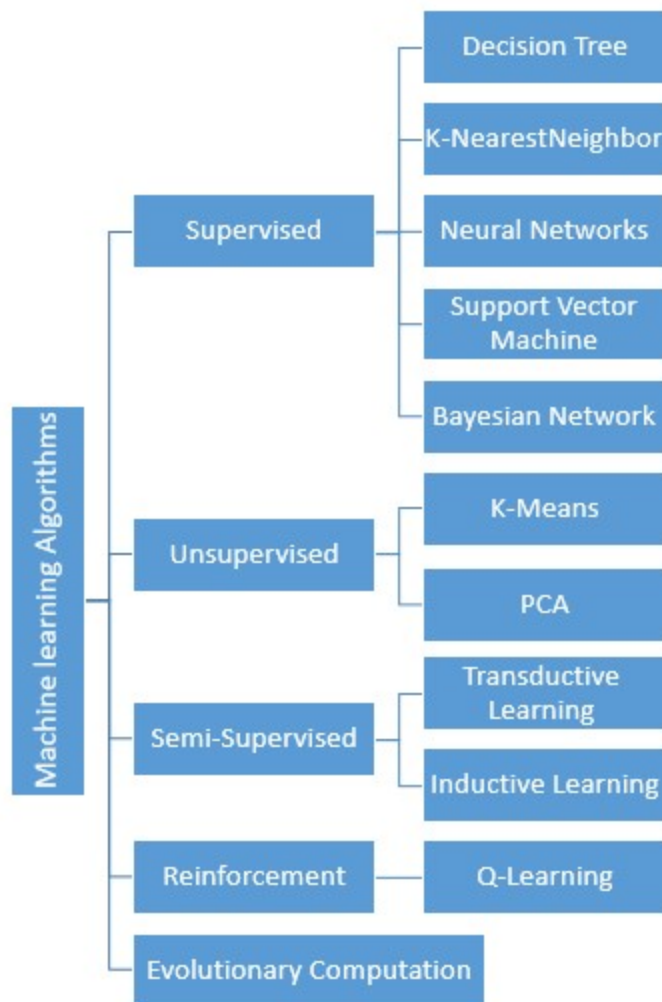 Machine learning Algorithms
Supervised
Decision Tree
K-NearestNeighbor
Neural Networks
Support Vector
Machine
Bayesian Network
Unsupervised
K-Means
PCA
Semi-Supervised
Transductive
Learning
Inductive Learning
Reinforcement
Q-Learning
Evolutionary Computation